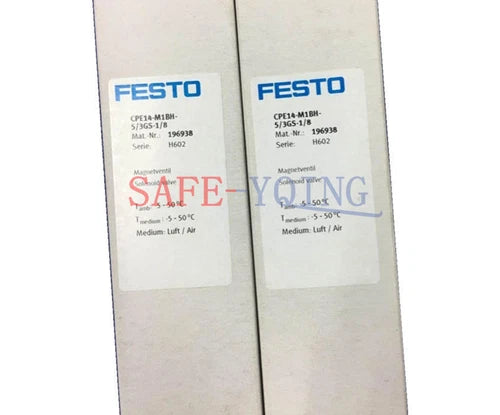 FESTO
CPE14-M1BH-
5/3GS-1/8
Mat.-Nr.: 196938
Serie: H602
Magnetventil
Solenoid valve
Tamb: -5 - 50 °C
Tmedium: -5 - 50 °C
Medium: Luft / Air
FESTO
CPE14-M1BH-
5/3GS-1/8
Mat.-Nr.: 196938
Serie: H602
Magnetventil
Solenoid valve
Tamb: -5 - 50 °C
Tmedium: -5 - 50 °C
Medium: Luft / Air
SAFE-YQING